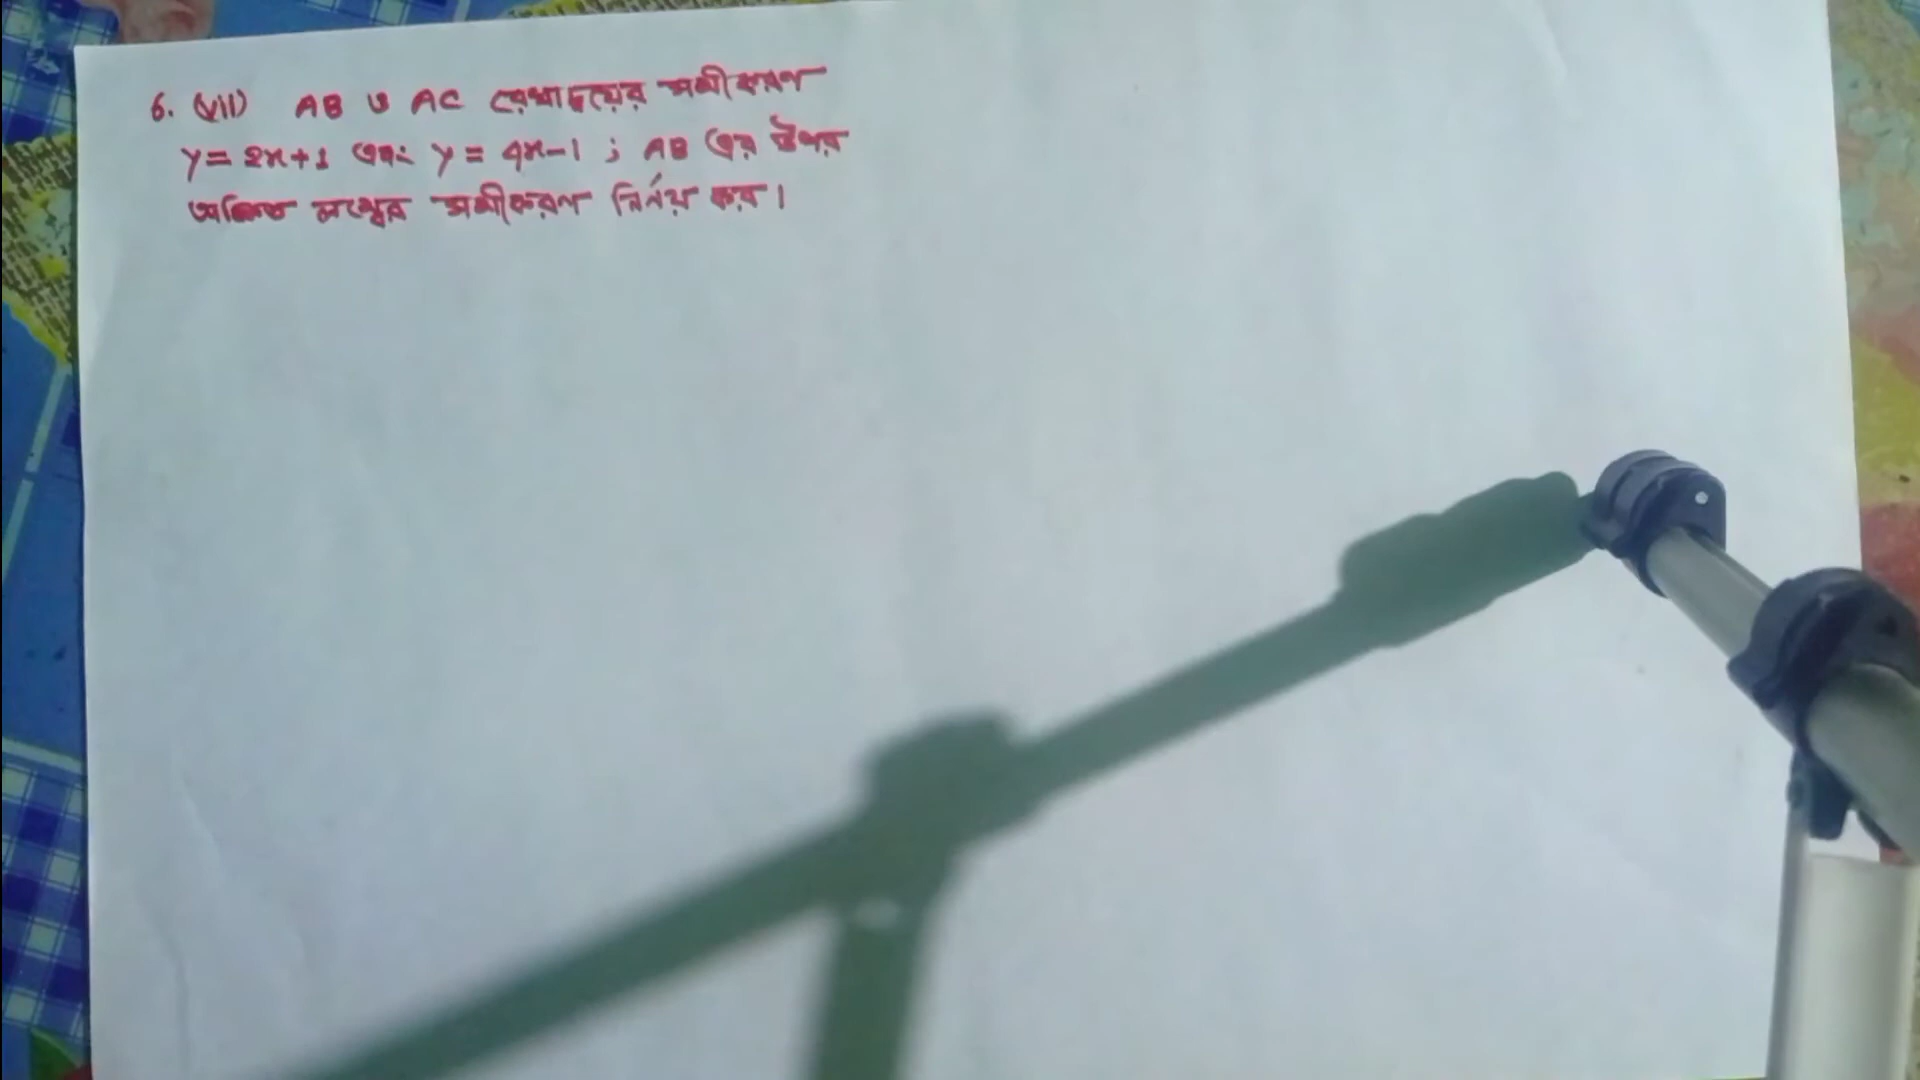 6. (VII) AB ও AC রেখাদ্বয়ের সমীকরণ
y = 2x+1 এবং y = 4x-1 ; AB এর উপর
অঙ্কিত লম্বের সমীকরণ নির্ণয় কর।